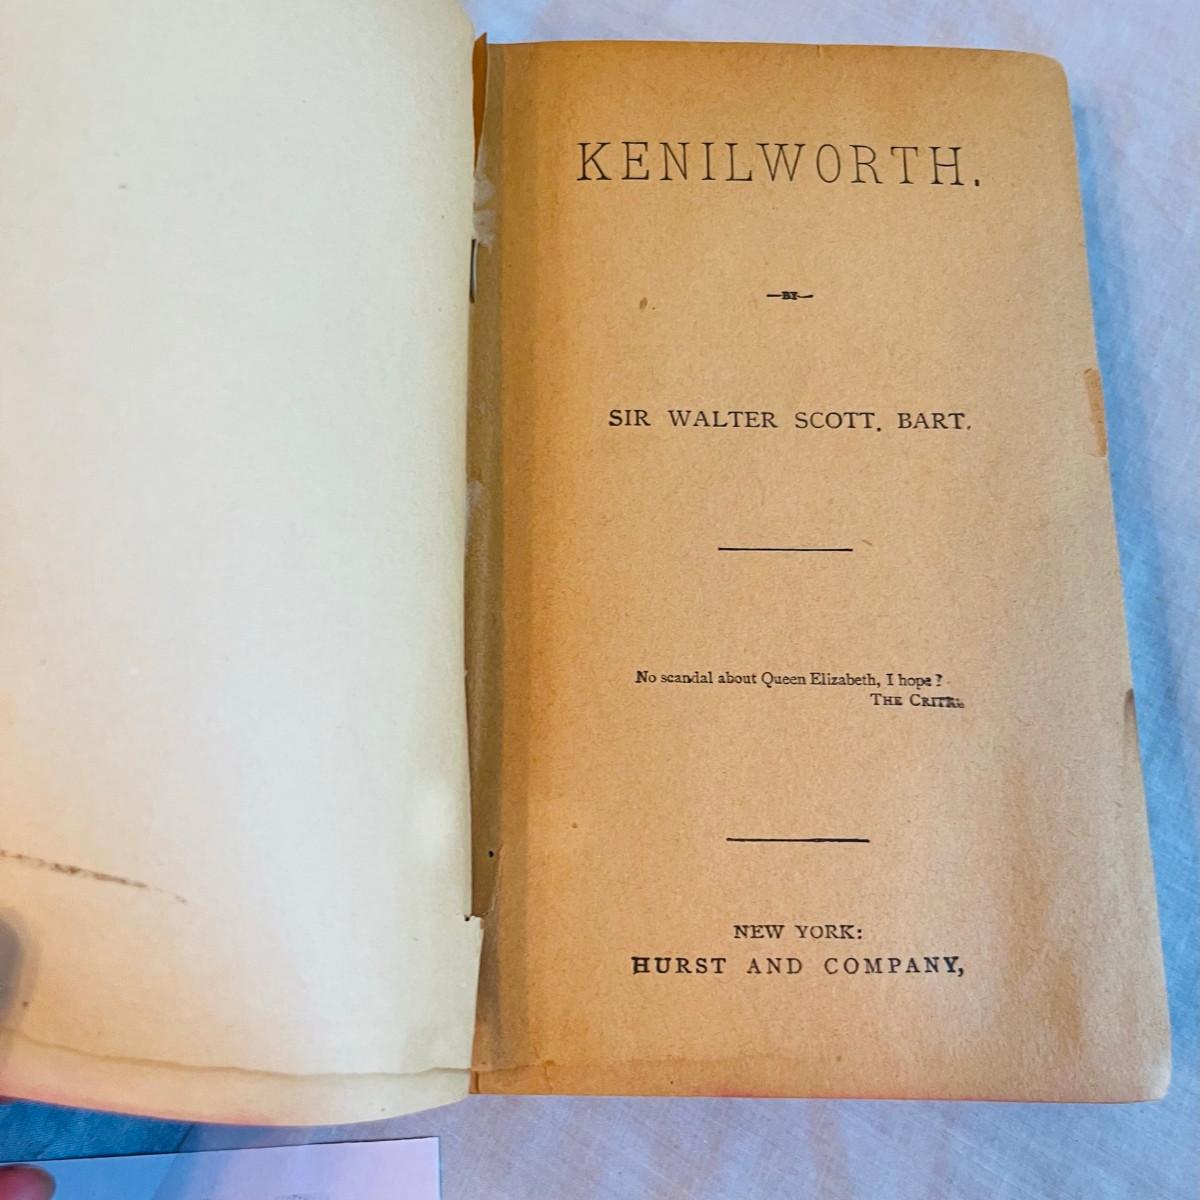 KENILWORTH.
—BY—
SIR WALTER SCOTT. BART.
No scandal about Queen Elizabeth, I hope?
THE CRITIC.
NEW YORK:
HURST AND COMPANY,